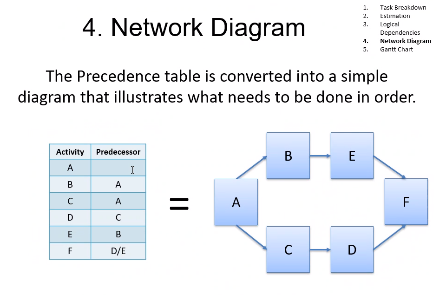 4. Network Diagram
1. Task Breakdown
2. Estimation
3. Logical
Dependencies
4. Network Diagram
5. Gantt Chart
The Precedence table is converted into a simple
diagram that illustrates what needs to be done in order.
Activity Predecessor
A
B A
C A
D C
E B
F D/E
=
A
B
E
C
D
F